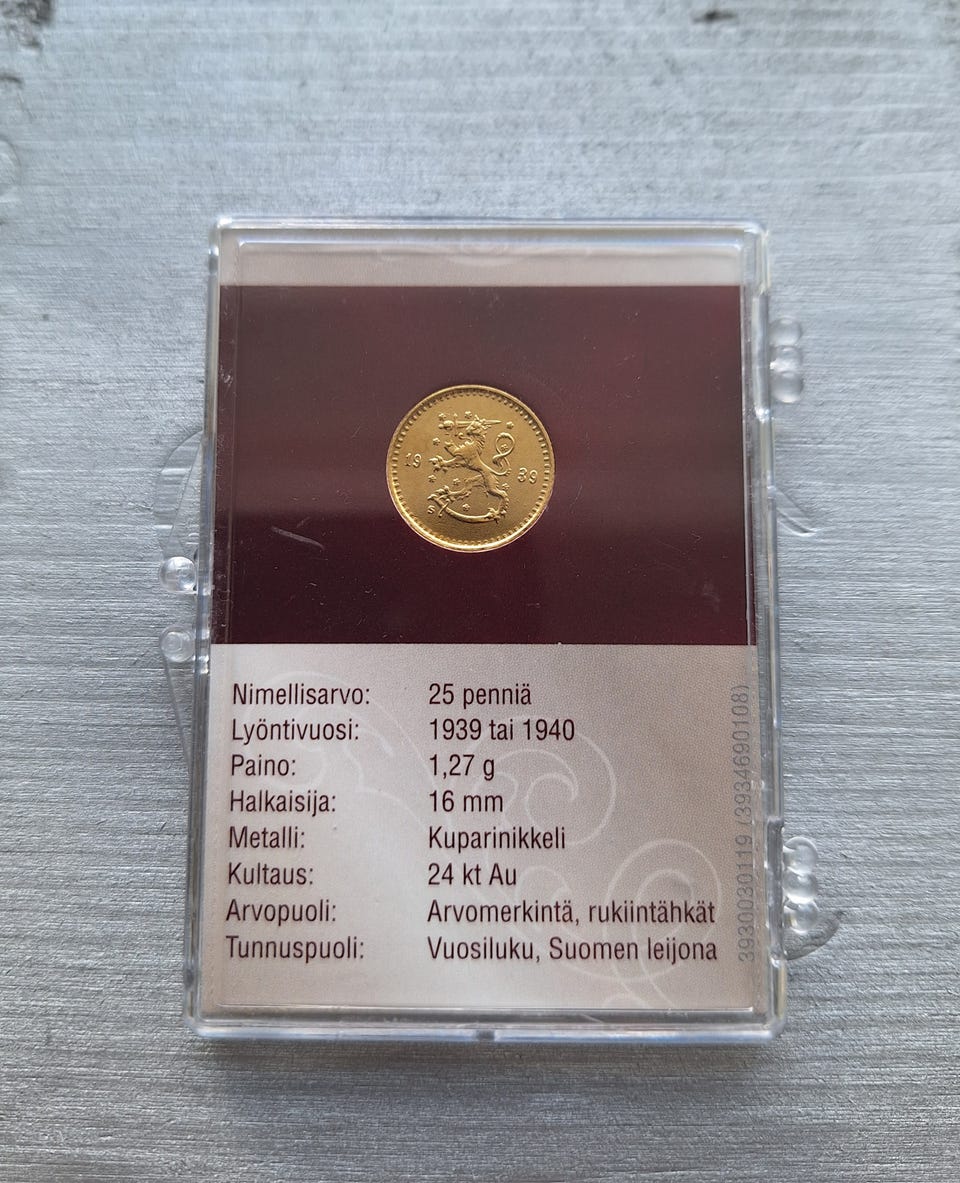 19 39
S
Nimellisarvo: 25 penniä
Lyöntivuosi: 1939 tai 1940
Paino: 1,27 g
Halkaisija: 16 mm
Metalli: Kuparinikkeli
Kultaus: 24 kt Au
Arvopuoli: Arvomerkintä, rukiintähkät
Tunnuspuoli: Vuosiluku, Suomen leijona
39300030119 (3934690108)